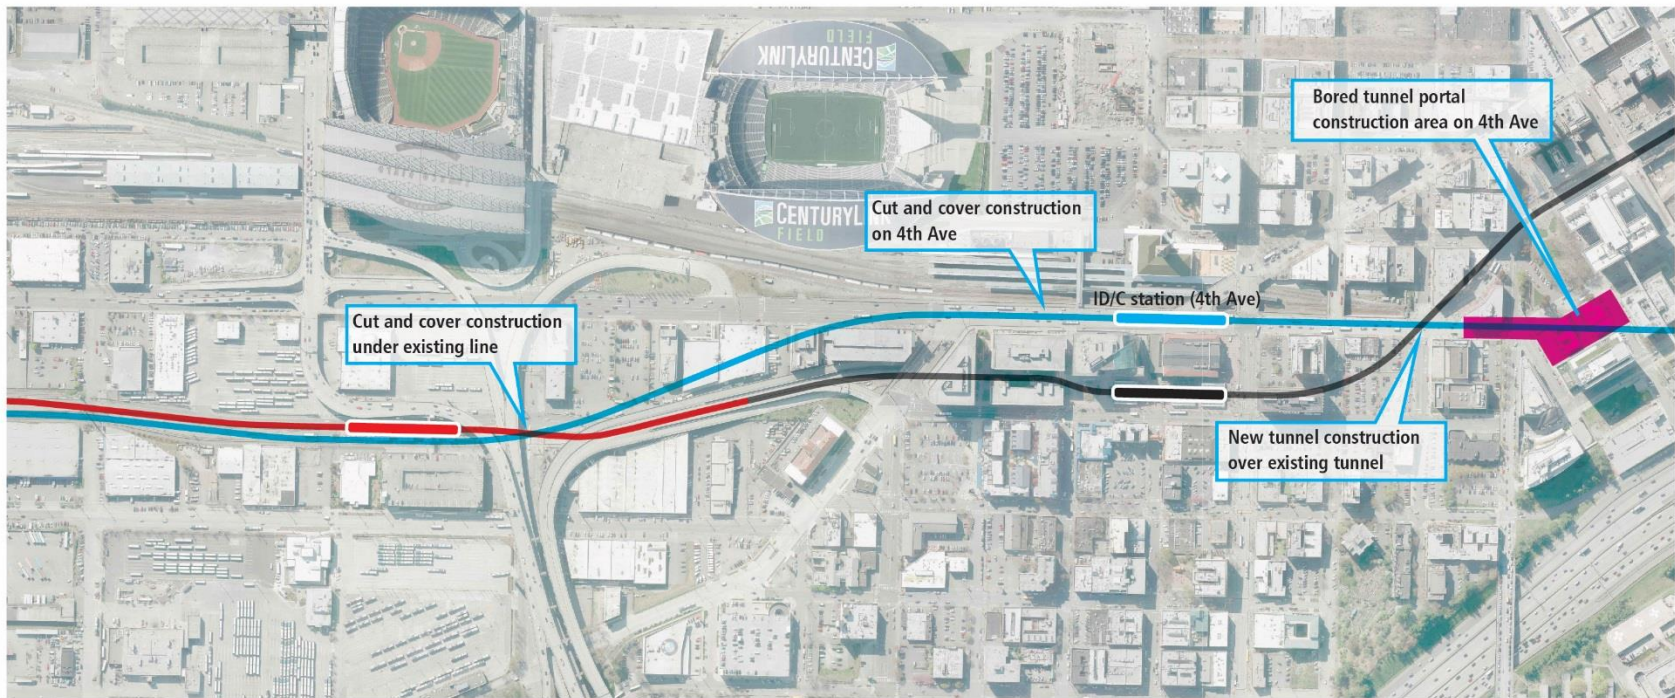 CENTURYLINK
FIELD
Bored tunnel portal
construction area on 4th Ave
Cut and cover construction
on 4th Ave
CENTURYL
FIELD
ID/C station (4th Ave)
Cut and cover construction
under existing line
New tunnel construction
over existing tunnel